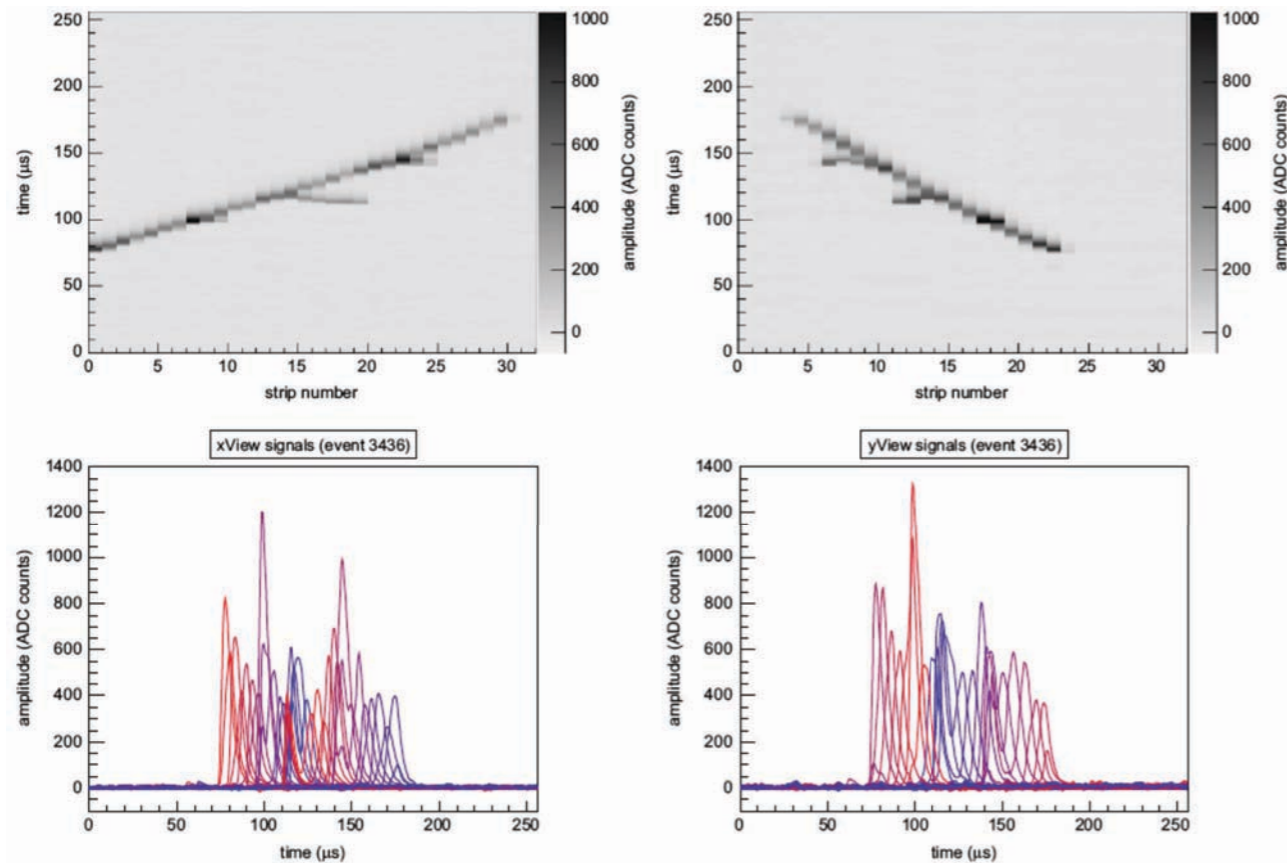 250
200
150
100
50
0
0 5 10 15 20 25 30
time (µs)
strip number
1000
800
600
400
200
0
amplitude (ADC counts)
250
200
150
100
50
0
0 5 10 15 20 25 30
time (µs)
strip number
1000
800
600
400
200
0
amplitude (ADC counts)
xView signals (event 3436)
1400
1200
1000
800
600
400
200
0
0 50 100 150 200 250
amplitude (ADC counts)
time (µs)
yView signals (event 3436)
1400
1200
1000
800
600
400
200
0
0 50 100 150 200 250
amplitude (ADC counts)
time (µs)